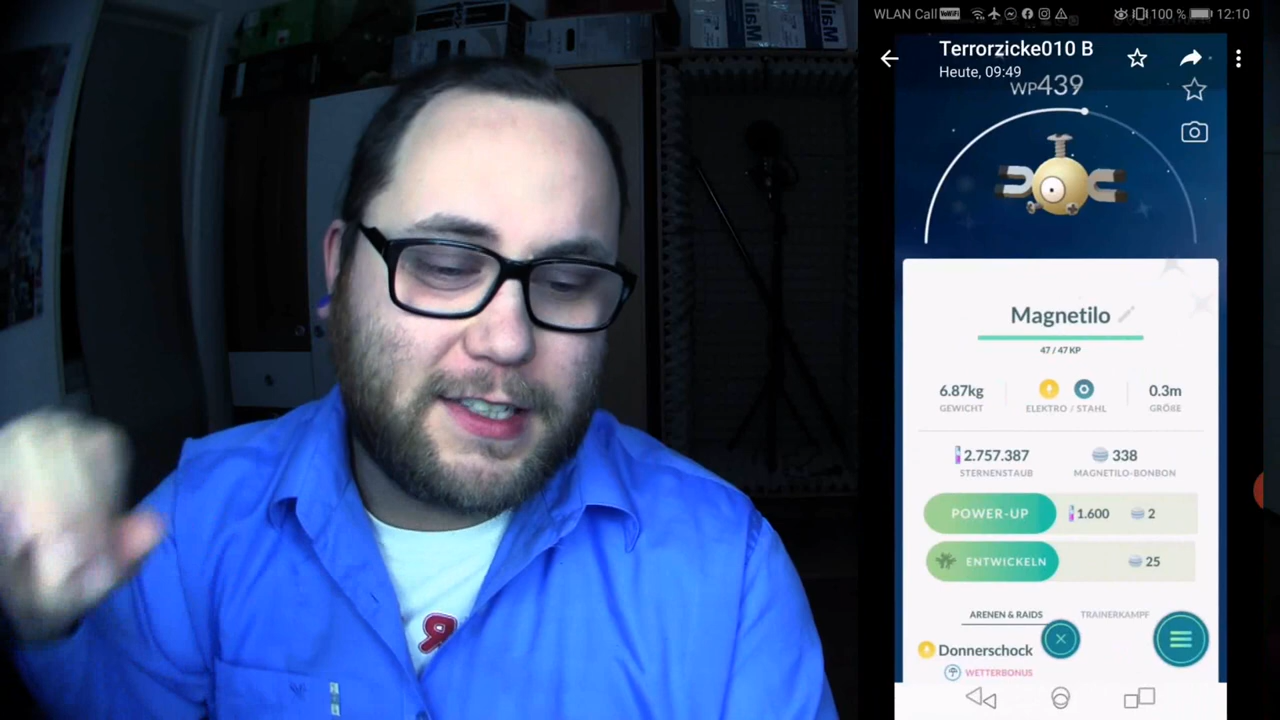 WLAN Call VoWiFi 100 % 12:10
Terrorzicke010 B
Heute, 09:49
WP439
Magnetilo
47 / 47 KP
6.87kg
GEWICHT
ELEKTRO / STAHL
0.3m
GRÖßE
2.757.387
STERNENSTAUB
338
MAGNETILO-BONBON
POWER-UP 1.600 2
ENTWICKELN 25
ARENEN & RAIDS TRAINERKAMPF
Donnerschock
WETTERBONUS